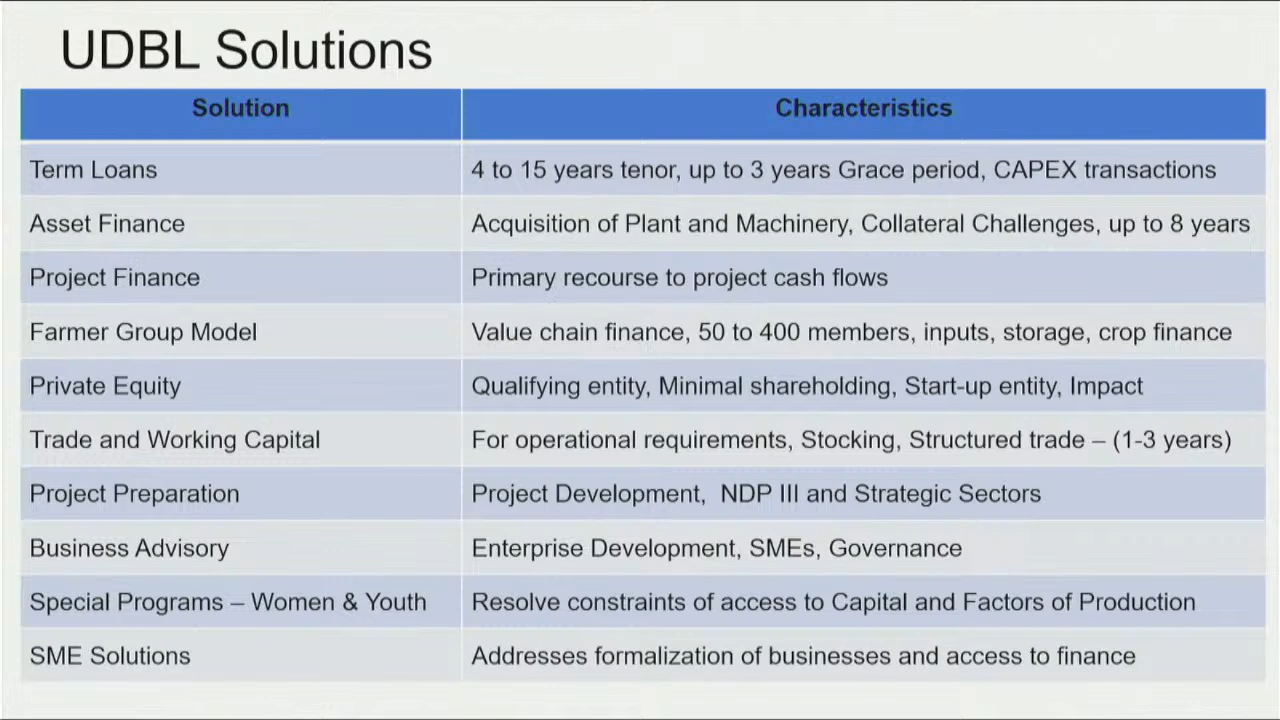 UDBL Solutions
Solution Characteristics
Term Loans 4 to 15 years tenor, up to 3 years Grace period, CAPEX transactions
Asset Finance Acquisition of Plant and Machinery, Collateral Challenges, up to 8 years
Project Finance Primary recourse to project cash flows
Farmer Group Model Value chain finance, 50 to 400 members, inputs, storage, crop finance
Private Equity Qualifying entity, Minimal shareholding, Start-up entity, Impact
Trade and Working Capital For operational requirements, Stocking, Structured trade – (1-3 years)
Project Preparation Project Development, NDP III and Strategic Sectors
Business Advisory Enterprise Development, SMEs, Governance
Special Programs – Women & Youth Resolve constraints of access to Capital and Factors of Production
SME Solutions Addresses formalization of businesses and access to finance